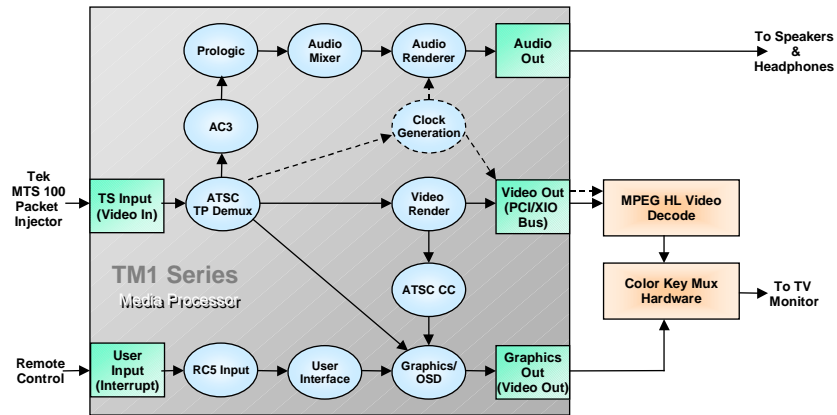 To Speakers
&
Headphones
Prologic
Audio
Mixer
Audio
Renderer
Audio
Out
AC3
Clock
Generation
Tek
MTS 100
Packet
Injector
TS Input
(Video In)
ATSC
TP Demux
Video
Render
Video Out
(PCI/XIO
Bus)
MPEG HL Video
Decode
TM1 Series
Media Processor
ATSC CC
Color Key Mux
Hardware
To TV
Monitor
Remote
Control
User
Input
(Interrupt)
RC5 Input
User
Interface
Graphics/
OSD
Graphics
Out
(Video Out)